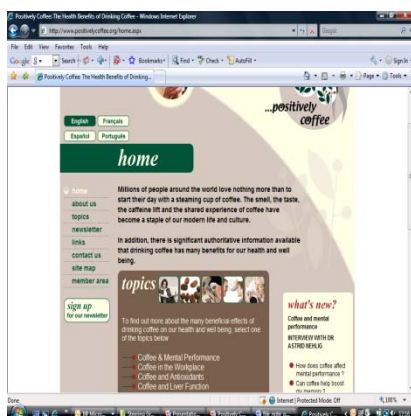 Positively Coffee: The Health Benefits of Drinking Coffee - Windows Internet Explorer
http://www.positivelycoffee.org/home.aspx
Google
File Edit View Favorites Tools Help
Google Search Bookmarks Find Check AutoFill Sign In
Positively Coffee: The Health Benefits of Drinking... Page Tools
...positively
coffee
English Français
Español Português
home
home
about us
topics
newsletter
links
contact us
site map
member area
sign up
for our newsletter
Millions of people around the world love nothing more than to
start their day with a steaming cup of coffee. The smell, the taste,
the caffeine lift and the shared experience of coffee have
become a staple of our modern life and culture.
In addition, there is significant authoritative information available
that drinking coffee has many benefits for our health and well
being.
topics
To find out more about the many beneficial effects of
drinking coffee on our health and well being, select one
of the topics below
Coffee & Mental Performance
Coffee in the Workplace
Coffee and Antioxidants
Coffee and Liver Function
what's new?
Coffee and mental
performance
INTERVIEW WITH DR
ASTRID NEHLIG
How does coffee affect
mental performance ?
Can coffee help boost
my memory ?
Done Internet | Protected Mode: Off 100%